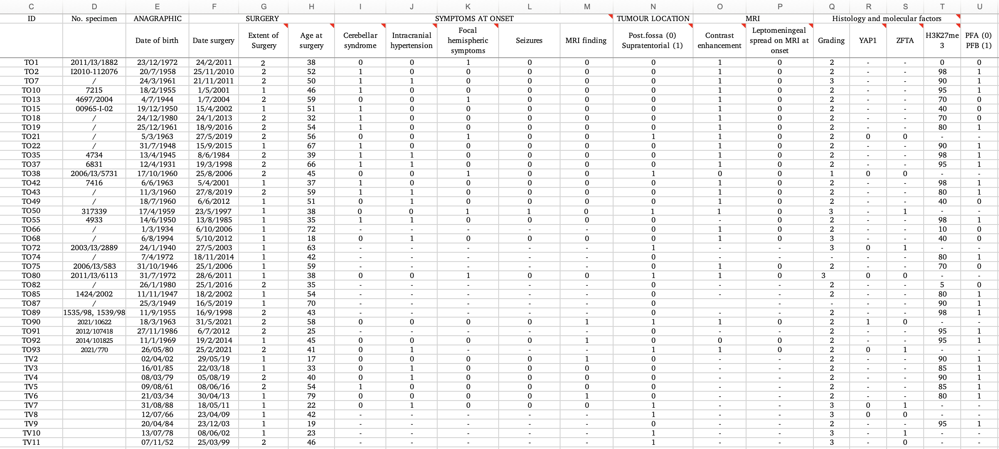 C D E F G H I J K L M N O P Q R S T U
ID No. specimen ANAGRAPHIC SURGERY SYMPTOMS AT ONSET TUMOUR LOCATION MRI Histology and molecular factors
Date of birth Date surgery Extent of Surgery Age at surgery Cerebellar syndrome Intracranial hypertension Focal hemispheric symptoms Seizures MRI finding Post.fossa (0) Supratentorial (1) Contrast enhancement Leptomeningeal spread on MRI at onset Grading YAP1 ZFTA H3K27me3 PFA (0) PFB (1)
TO1 2011/I3/1882 23/12/1972 24/2/2011 2 38 0 0 1 0 0 0 1 0 2 - - 0 0
TO2 I2010-112076 20/7/1958 25/11/2010 2 52 1 0 0 0 0 0 1 0 2 - - 98 1
TO7 / 24/3/1961 21/11/2011 2 50 1 1 0 0 0 0 1 0 3 - - 90 1
TO10 7215 18/2/1955 1/5/2001 1 46 1 0 0 0 0 0 1 0 2 - - 95 1
TO13 4697/2004 4/7/1944 1/7/2004 2 59 0 0 1 0 0 0 1 0 2 - - 70 0
TO15 00965-I-02 19/12/1950 15/4/2002 1 51 1 0 0 0 0 0 1 0 2 - - 40 0
TO18 / 24/12/1980 24/1/2013 2 32 1 0 0 0 0 0 1 0 2 - - 70 0
TO19 / 25/12/1961 18/9/2016 2 54 1 0 0 0 0 0 1 0 2 - - 80 1
TO21 / 5/3/1963 27/5/2019 2 56 0 0 1 0 0 1 1 0 2 0 0 - -
TO22 / 31/7/1948 15/9/2015 1 67 1 0 0 0 0 0 1 0 2 - - 90 1
TO35 4734 13/4/1945 8/6/1984 2 39 1 1 0 0 0 0 1 0 2 - - 98 1
TO37 6831 12/4/1931 19/3/1998 2 66 1 1 0 0 0 0 1 0 2 - - 95 1
TO38 2006/I3/5731 17/10/1960 25/8/2006 2 45 0 0 1 0 0 1 0 0 1 0 0 - -
TO42 7416 6/6/1963 5/4/2001 1 37 1 0 0 0 0 0 1 0 2 - - 98 1
TO43 / 11/3/1960 27/8/2019 2 59 1 1 0 0 0 0 1 0 2 - - 80 1
TO49 / 18/7/1960 6/6/2012 1 51 0 1 0 0 0 0 1 0 2 - - 40 0
TO50 317339 17/4/1959 23/5/1997 1 38 0 0 1 1 0 1 1 0 3 - 1 - -
TO55 4933 14/6/1950 13/8/1985 1 35 1 1 0 0 0 0 - 0 2 - - 98 1
TO66 / 1/3/1934 6/10/2006 1 72 - - - - - 0 1 0 2 - - 10 0
TO68 / 6/8/1994 5/10/2012 1 18 0 1 0 0 0 0 1 0 3 - - 40 0
TO72 2003/I3/2889 24/1/1940 27/5/2003 1 63 - - - - - 1 - - 3 0 1 - -
TO74 / 7/4/1972 18/11/2014 1 42 - - - - - 0 - - - - - 80 1
TO75 2006/I3/583 31/10/1946 25/1/2006 1 59 - - - - - 0 1 0 2 - - 70 0
TO80 2011/I3/6113 31/7/1972 28/6/2011 1 38 0 0 1 0 0 1 1 0 3 0 0 - -
TO82 / 26/1/1980 25/1/2016 2 35 - - - - - 0 - - 2 - - 5 0
TO85 1424/2002 11/11/1947 18/2/2002 1 54 - - - - - 0 - - 2 - - 80 1
TO87 / 25/3/1949 16/5/2019 1 70 - - - - - 0 - - - - 90 1
TO89 1535/98, 1539/98 11/9/1955 16/9/1998 2 43 - - - - - 0 - - 2 - - 98 1
TO90 2021/10622 18/3/1963 31/5/2021 2 58 0 0 0 0 1 1 1 0 2 1 0 - -
TO91 2012/107418 27/11/1986 6/7/2012 2 25 - - - - - 0 - - 2 - - 95 1
TO92 2014/101825 11/1/1969 19/2/2014 1 45 0 0 0 0 1 0 0 0 2 - - 95 1
TO93 2021/770 26/05/80 25/2/2021 2 41 0 1 - - - 1 1 0 2 0 1 - -
TV2 02/04/02 29/05/19 1 17 0 0 0 0 1 0 - - 2 - - 90 1
TV3 16/01/85 22/03/18 1 33 0 1 0 0 0 0 - - 2 - - 85 1
TV4 08/03/79 05/08/19 2 40 0 1 0 0 0 0 - - 2 - - 90 1
TV5 09/08/61 08/06/16 2 54 1 0 0 0 0 0 - - 2 - - 85 1
TV6 21/03/34 30/04/13 1 79 0 0 0 0 1 0 - - 2 - - 80 1
TV7 31/08/88 18/05/11 1 22 0 1 0 0 0 1 - - 3 0 1 - -
TV8 12/07/66 23/04/09 1 42 - - - - - 1 - - 3 0 0 - -
TV9 20/04/84 23/12/03 1 19 - - - - - 0 - - 2 - - 95 1
TV10 13/07/78 08/06/02 1 23 - - - - - 1 - - 3 - 1 - -
TV11 07/11/52 25/03/99 2 46 - - - - - 1 - - 3 - 0 - -